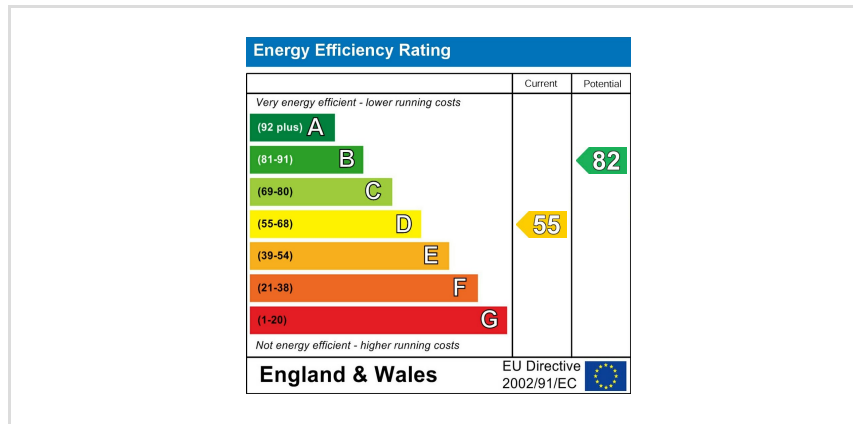 Energy Efficiency Rating
Current Potential
Very energy efficient - lower running costs
(92 plus) A
(81-91) B
82
(69-80) C
(55-68) D
55
(39-54) E
(21-38) F
(1-20) G
Not energy efficient - higher running costs
England & Wales
EU Directive
2002/91/EC